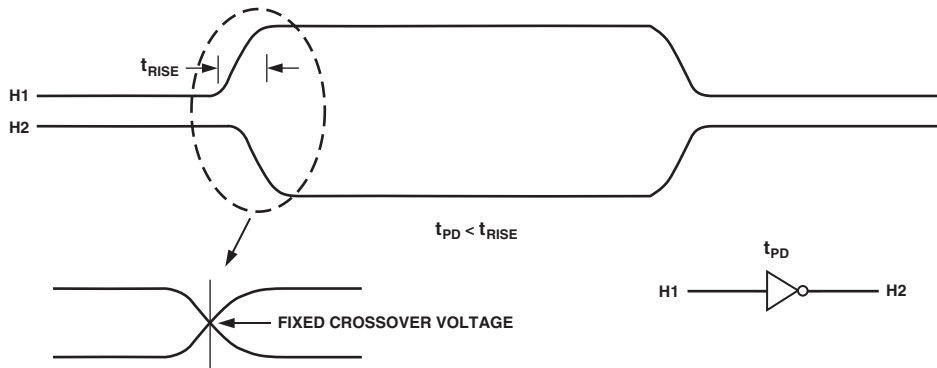 tRISE
H1
H2
tPD < tRISE
tPD
H1
H2
FIXED CROSSOVER VOLTAGE